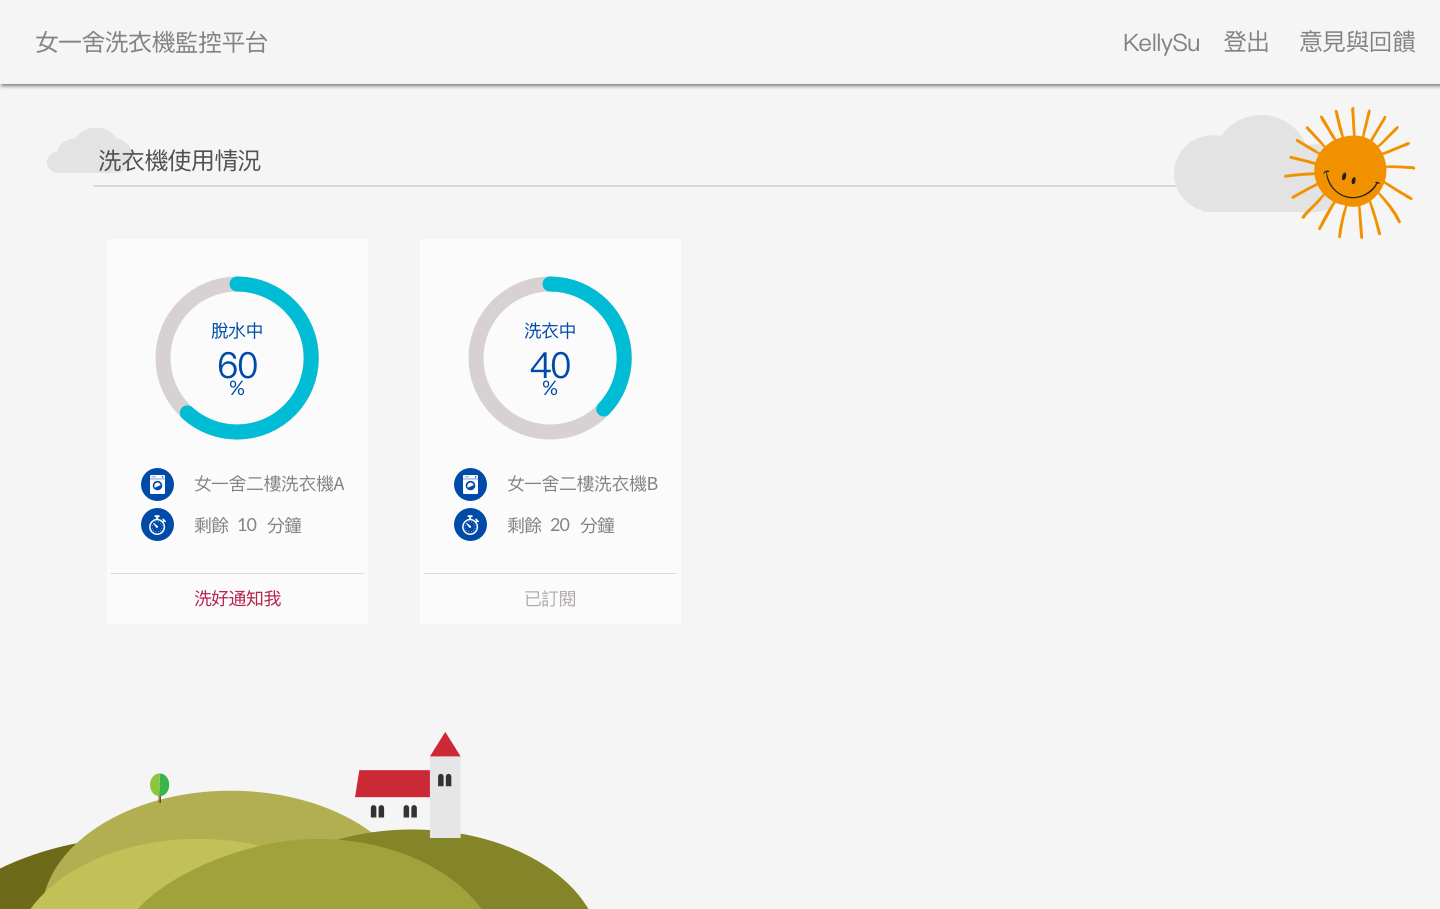 女一舍洗衣機監控平台
KellySu 登出 意見與回饋
洗衣機使用情況
脫水中
60
%
女一舍二樓洗衣機A
剩餘 10 分鐘
洗好通知我
洗衣中
40
%
女一舍二樓洗衣機B
剩餘 20 分鐘
已訂閱